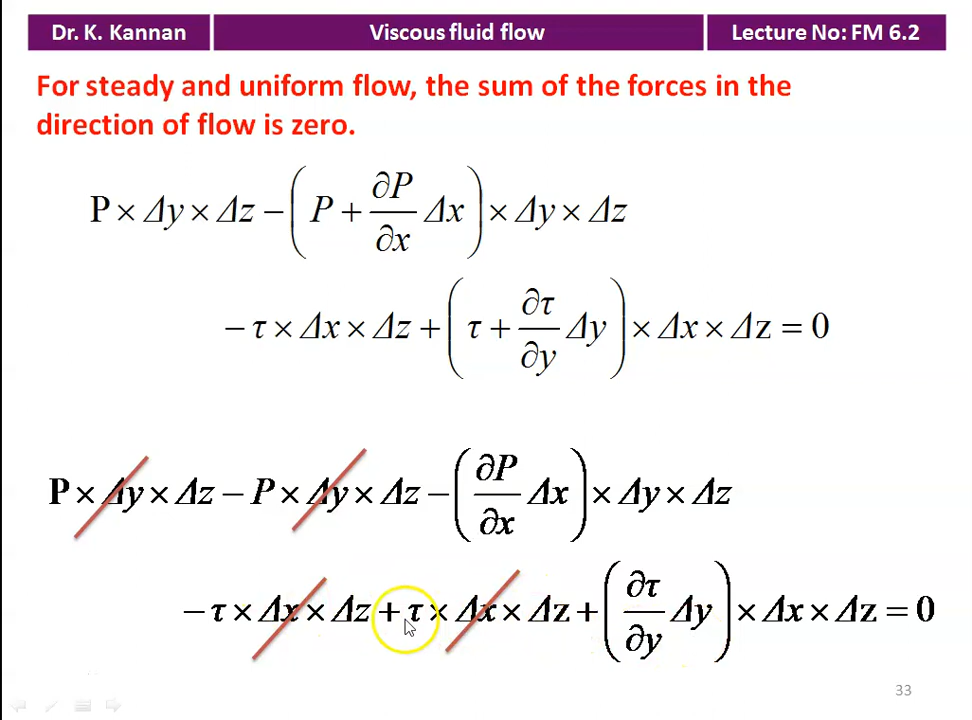 Dr. K. Kannan
Viscous fluid flow
Lecture No: FM 6.2
For steady and uniform flow, the sum of the forces in the
direction of flow is zero.
P × Δy × Δz − (P + ∂P/∂x Δx) × Δy × Δz
− τ × Δx × Δz + (τ + ∂τ/∂y Δy) × Δx × Δz = 0
P × Δy × Δz − P × Δy × Δz − (∂P/∂x Δx) × Δy × Δz
− τ × Δx × Δz + τ × Δx × Δz + (∂τ/∂y Δy) × Δx × Δz = 0
33